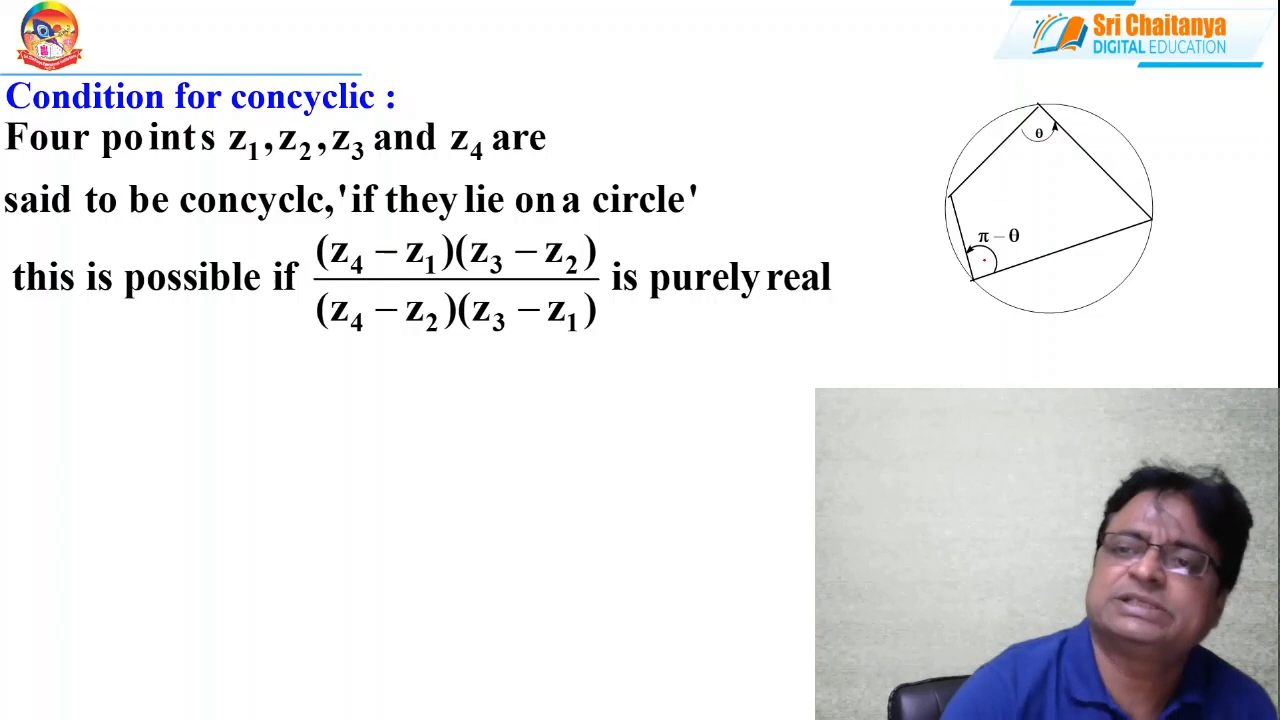 Sri Chaitanya
DIGITAL EDUCATION
Condition for concyclic :
Four points z₁, z₂, z₃ and z₄ are
said to be concyclc,'if they lie on a circle'
this is possible if (z₄ − z₁)(z₃ − z₂) / (z₄ − z₂)(z₃ − z₁) is purely real
θ
π − θ